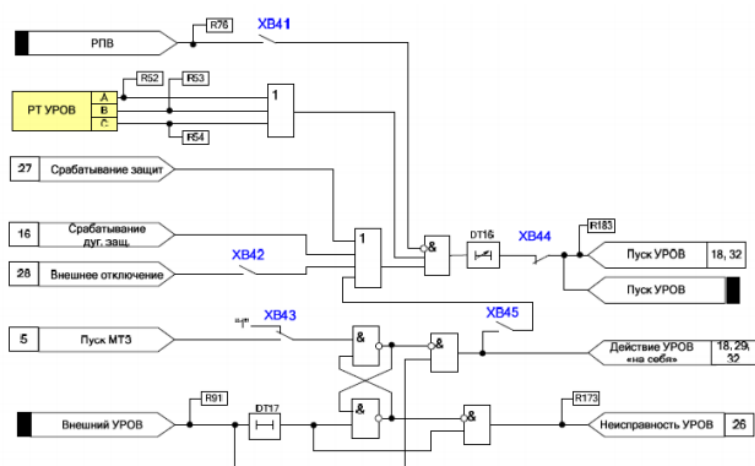 R76
XB41
РПВ
R52
R53
РТ УРОВ
A
B
C
1
R54
27
Срабатывание защит
16
Срабатывание
дуг. защ.
1
&
DT16
XB44
R183
Пуск УРОВ
18, 32
XB42
28
Внешнее отключение
Пуск УРОВ
XB43
XB45
5
Пуск МТЗ
&
&
Действие УРОВ
«на себя»
18, 29,
32
R91
DT17
&
&
R173
Внешний УРОВ
Неисправность УРОВ
26